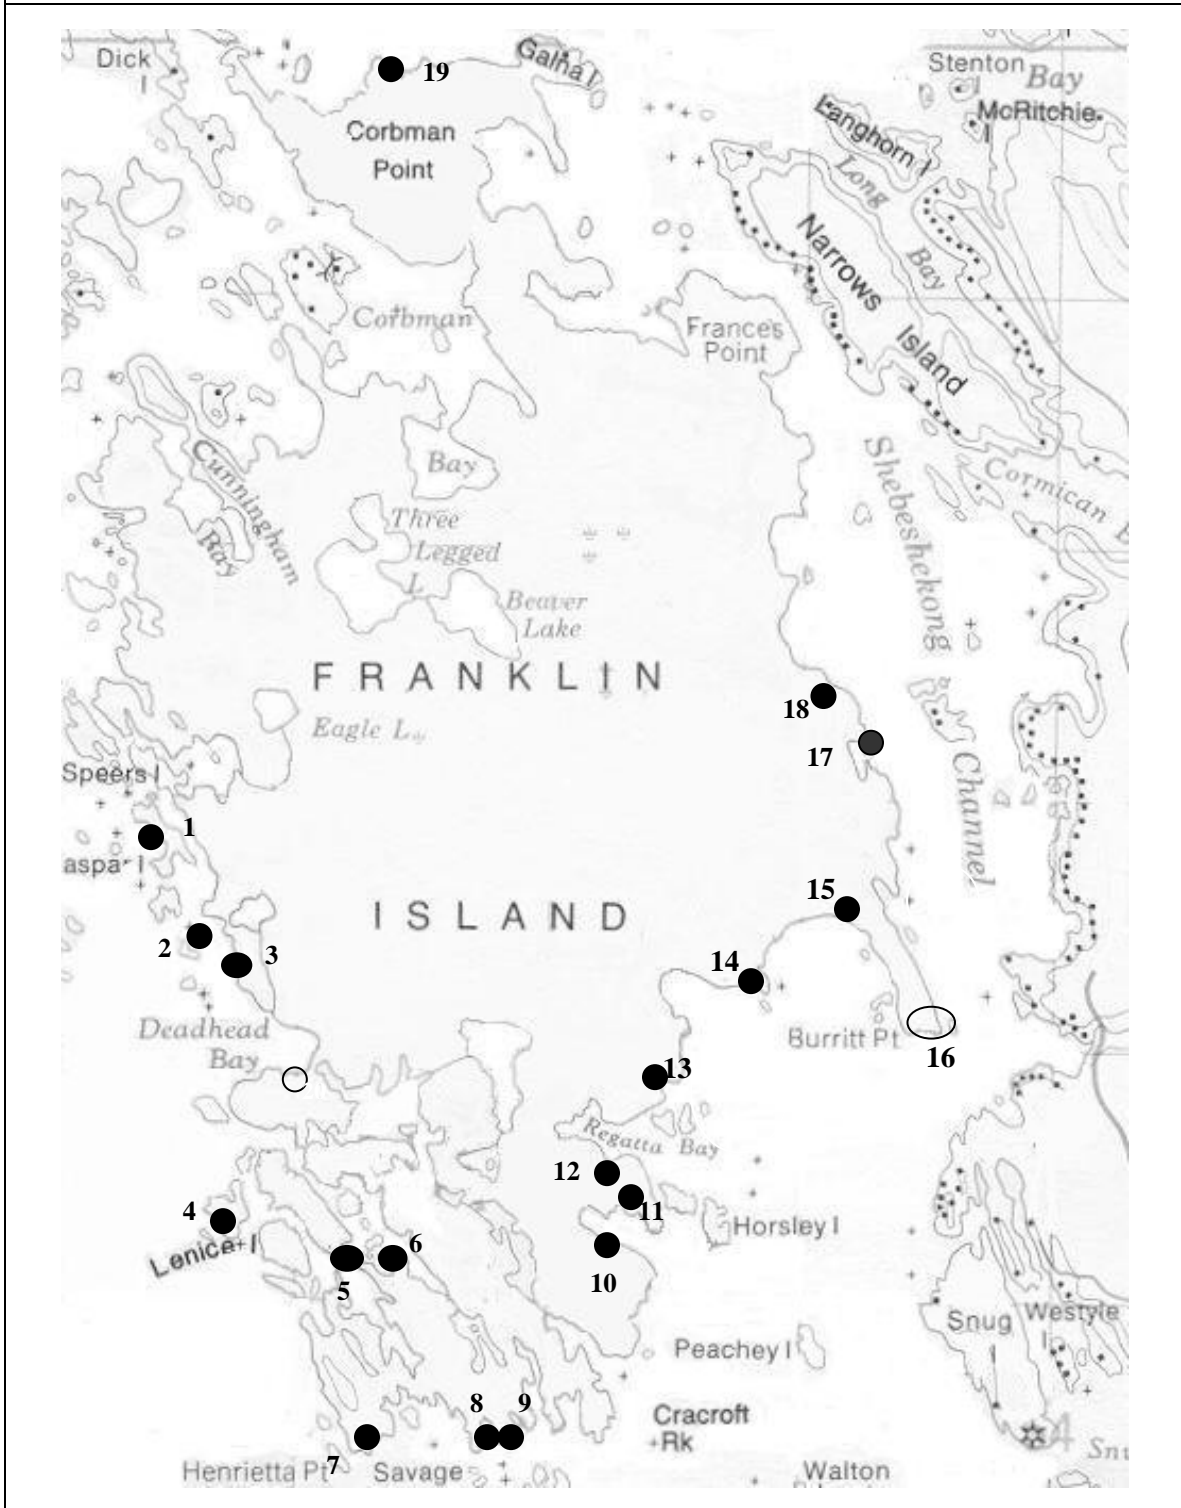 Dick
I
19
Galna I
Corbman
Point
Stenton
I
Bay
McRitchie
I
Langhorn I
Long
Bay
Narrows
Island
Corbman
Frances
Point
Bay
Cunningham
Bay
Three
Legged
L
Beaver
Lake
Shebeshekong
Channel
Cormican
FRANKLIN
Eagle L
18
17
Speers I
1
aspar I
ISLAND
15
2
3
14
Deadhead
Bay
Burritt Pt
16
13
Regatta Bay
12
11
4
Lenice I
Horsley I
6
5
10
Snug
Westyle
I
Peachey I
8
9
Cracroft
Rk
7
Henrietta Pt
Savage
Walton
4